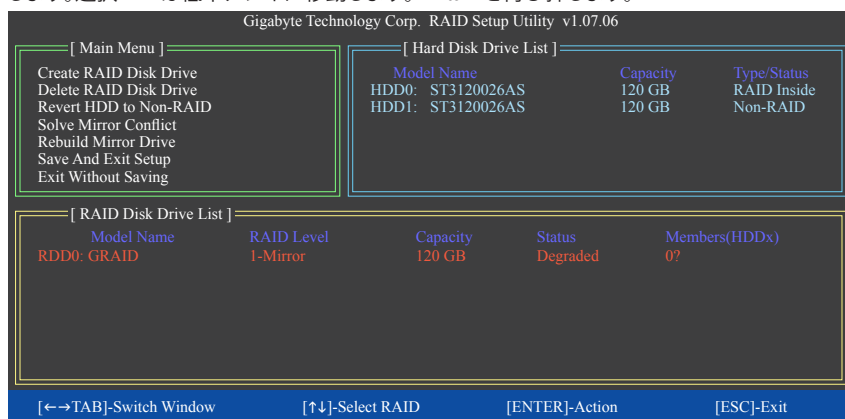 Gigabyte Technology Corp. RAID Setup Utility v1.07.06
[ Main Menu ]
Create RAID Disk Drive
Delete RAID Disk Drive
Revert HDD to Non-RAID
Solve Mirror Conflict
Rebuild Mirror Drive
Save And Exit Setup
Exit Without Saving
[ Hard Disk Drive List ]
Model Name Capacity Type/Status
HDD0: ST3120026AS 120 GB RAID Inside
HDD1: ST3120026AS 120 GB Non-RAID
[ RAID Disk Drive List ]
Model Name RAID Level Capacity Status Members(HDDx)
RDD0: GRAID 1-Mirror 120 GB Degraded 0?
[←→TAB]-Switch Window [↑↓]-Select RAID [ENTER]-Action [ESC]-Exit